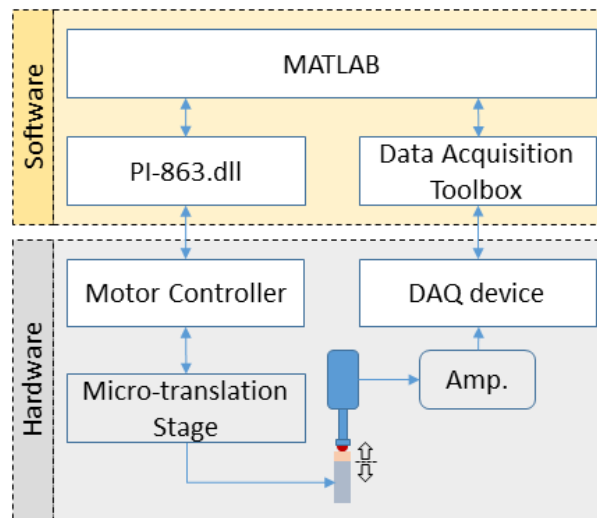 Software
MATLAB
PI-863.dll
Data Acquisition
Toolbox
Hardware
Motor Controller
DAQ device
Micro-translation
Stage
Amp.